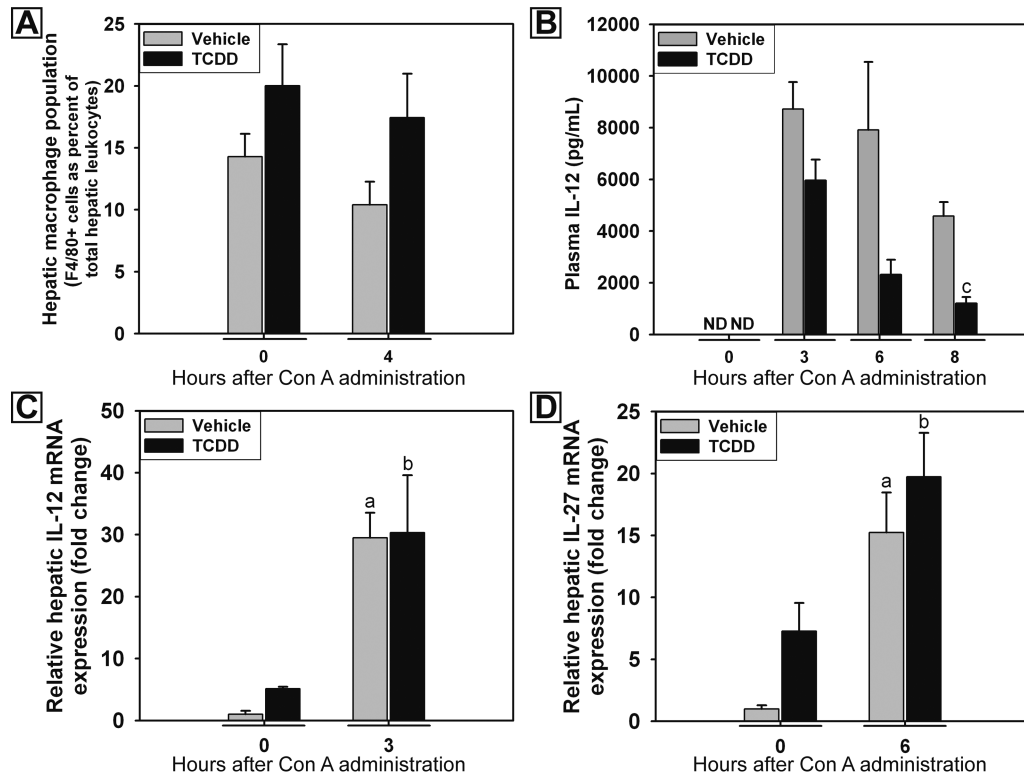 A
Hepatic macrophage population
(F4/80+ cells as percent of
total hepatic leukocytes)
25
20
15
10
5
0
Vehicle
TCDD
0
4
Hours after Con A administration
B
Plasma IL-12 (pg/mL)
12000
10000
8000
6000
4000
2000
0
Vehicle
TCDD
ND ND
c
0
3
6
8
Hours after Con A administration
C
Relative hepatic IL-12 mRNA
expression (fold change)
50
40
30
20
10
0
Vehicle
TCDD
a
b
0
3
Hours after Con A administration
D
Relative hepatic IL-27 mRNA
expression (fold change)
25
20
15
10
5
0
Vehicle
TCDD
a
b
0
6
Hours after Con A administration